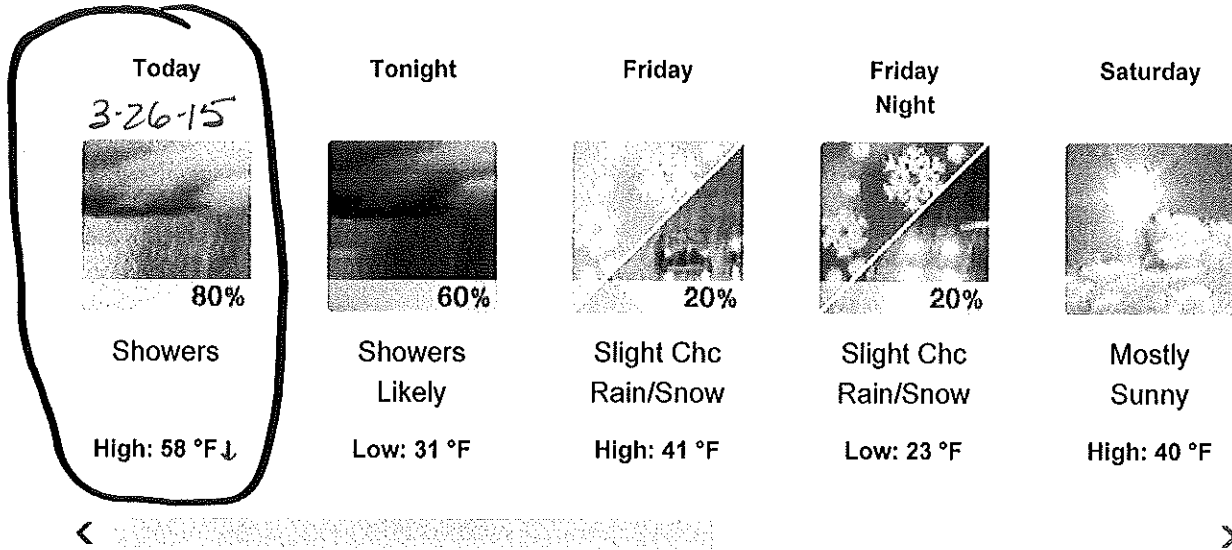 Today
3-26-15
80%
Showers
High: 58 °F↓
Tonight
60%
Showers
Likely
Low: 31 °F
Friday
20%
Slight Chc
Rain/Snow
High: 41 °F
Friday
Night
20%
Slight Chc
Rain/Snow
Low: 23 °F
Saturday
Mostly
Sunny
High: 40 °F